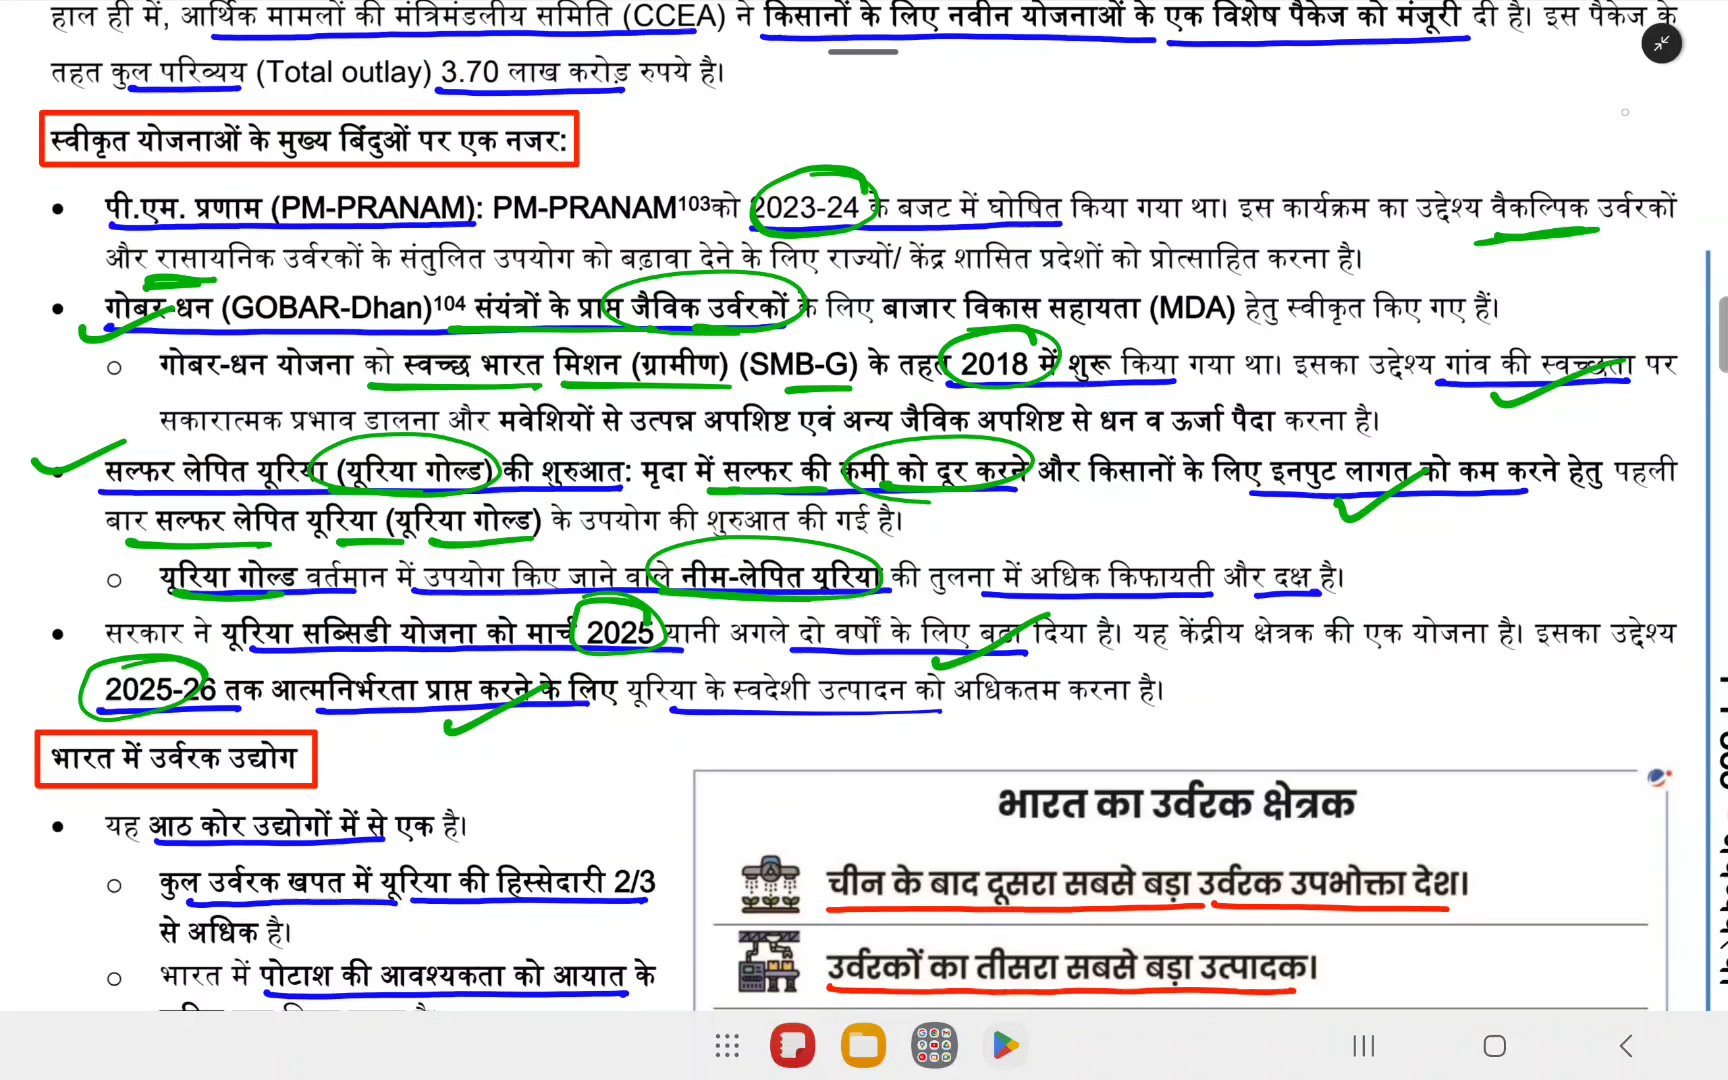 हाल ही में, आर्थिक मामलों की मंत्रिमंडलीय समिति (CCEA) ने किसानों के लिए नवीन योजनाओं के एक विशेष पैकेज को मंजूरी दी है। इस पैकेज के
तहत कुल परिव्यय (Total outlay) 3.70 लाख करोड़ रुपये है।
स्वीकृत योजनाओं के मुख्य बिंदुओं पर एक नजर:
• पी.एम. प्रणाम (PM-PRANAM): PM-PRANAM103को 2023-24 के बजट में घोषित किया गया था। इस कार्यक्रम का उद्देश्य वैकल्पिक उर्वरकों
और रासायनिक उर्वरकों के संतुलित उपयोग को बढ़ावा देने के लिए राज्यों/ केंद्र शासित प्रदेशों को प्रोत्साहित करना है।
• गोबर-धन (GOBAR-Dhan)104 संयंत्रों के प्राप्त जैविक उर्वरकों के लिए बाजार विकास सहायता (MDA) हेतु स्वीकृत किए गए हैं।
o गोबर-धन योजना को स्वच्छ भारत मिशन (ग्रामीण) (SMB-G) के तहत 2018 में शुरू किया गया था। इसका उद्देश्य गांव की स्वच्छता पर
सकारात्मक प्रभाव डालना और मवेशियों से उत्पन्न अपशिष्ट एवं अन्य जैविक अपशिष्ट से धन व ऊर्जा पैदा करना है।
• सल्फर लेपित यूरिया (यूरिया गोल्ड) की शुरुआत: मृदा में सल्फर की कमी को दूर करने और किसानों के लिए इनपुट लागत को कम करने हेतु पहली
बार सल्फर लेपित यूरिया (यूरिया गोल्ड) के उपयोग की शुरुआत की गई है।
o यूरिया गोल्ड वर्तमान में उपयोग किए जाने वाले नीम-लेपित यूरिया की तुलना में अधिक किफायती और दक्ष है।
• सरकार ने यूरिया सब्सिडी योजना को मार्च 2025 यानी अगले दो वर्षों के लिए बढ़ा दिया है। यह केंद्रीय क्षेत्रक की एक योजना है। इसका उद्देश्य
2025-26 तक आत्मनिर्भरता प्राप्त करने के लिए यूरिया के स्वदेशी उत्पादन को अधिकतम करना है।
भारत में उर्वरक उद्योग
• यह आठ कोर उद्योगों में से एक है।
o कुल उर्वरक खपत में यूरिया की हिस्सेदारी 2/3
से अधिक है।
o भारत में पोटाश की आवश्यकता को आयात के
भारत का उर्वरक क्षेत्रक
चीन के बाद दूसरा सबसे बड़ा उर्वरक उपभोक्ता देश।
उर्वरकों का तीसरा सबसे बड़ा उत्पादक।